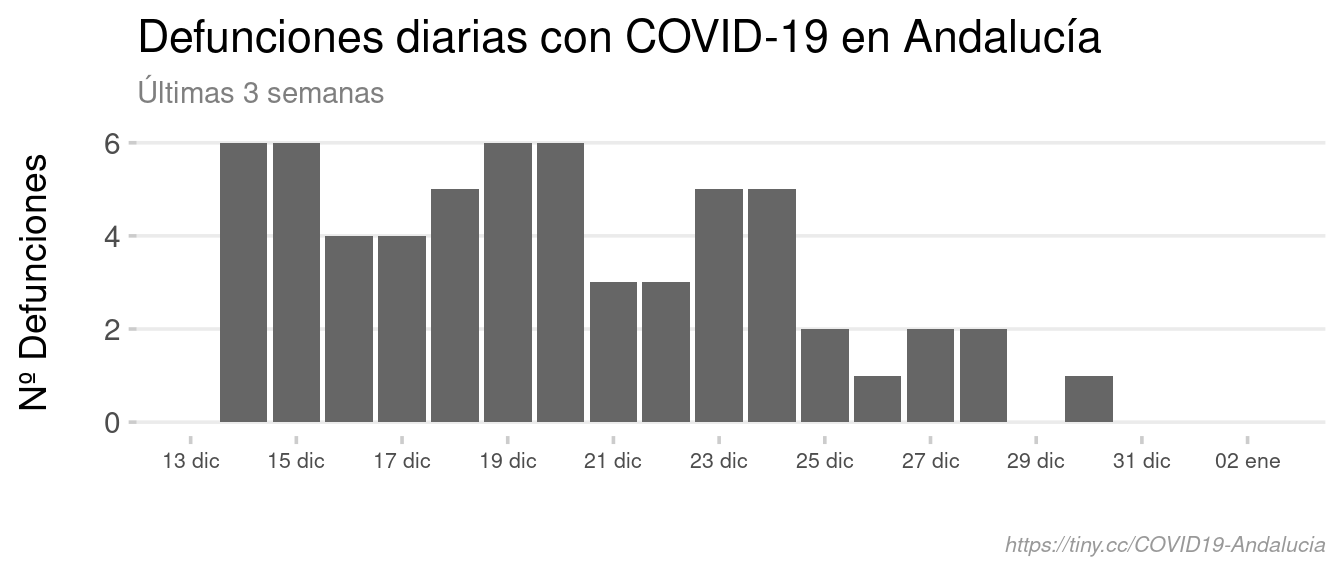 Defunciones diarias con COVID-19 en Andalucía
Últimas 3 semanas
Nº Defunciones
6
4
2
0
13 dic 15 dic 17 dic 19 dic 21 dic 23 dic 25 dic 27 dic 29 dic 31 dic 02 ene
https://tiny.cc/COVID19-Andalucia